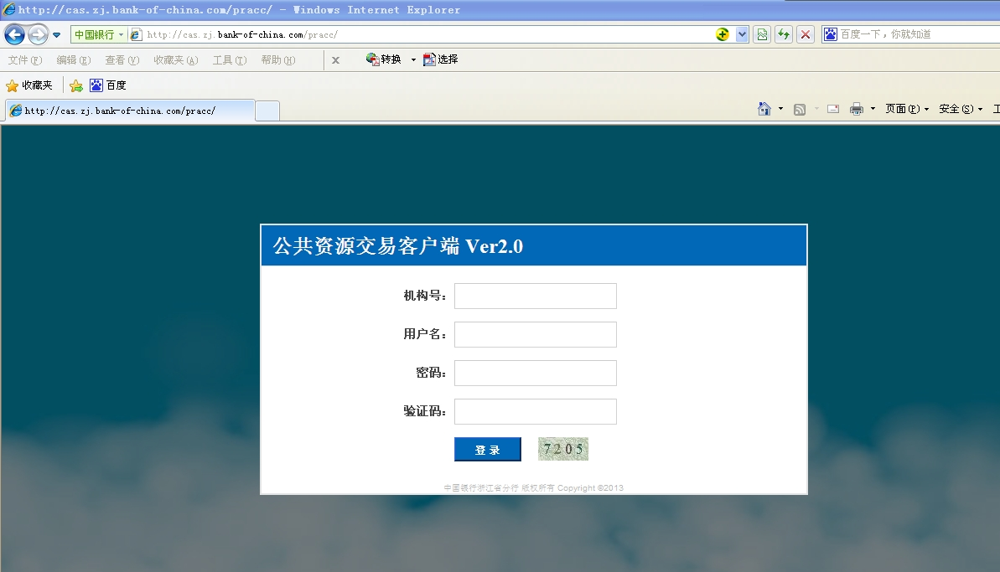 http://cas.zj.bank-of-china.com/pracc/ - Windows Internet Explorer
中国银行 http://cas.zj.bank-of-china.com/pracc/ 百度一下，你就知道
文件(F) 编辑(E) 查看(V) 收藏夹(A) 工具(T) 帮助(H) x 转换 选择
收藏夹 百度
http://cas.zj.bank-of-china.com/pracc/ 页面(P) 安全(S)
公共资源交易客户端 Ver2.0
机构号：
用户名：
密码：
验证码：
登 录 7205
中国银行浙江省分行 版权所有 Copyright ©2013